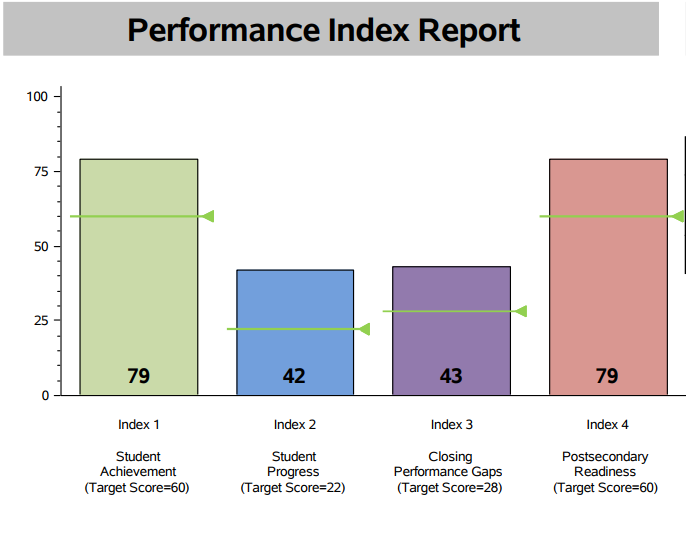 Performance Index Report
100
75
50
25
0
79
42
43
79
Index 1
Index 2
Index 3
Index 4
Student
Achievement
(Target Score=60)
Student
Progress
(Target Score=22)
Closing
Performance Gaps
(Target Score=28)
Postsecondary
Readiness
(Target Score=60)